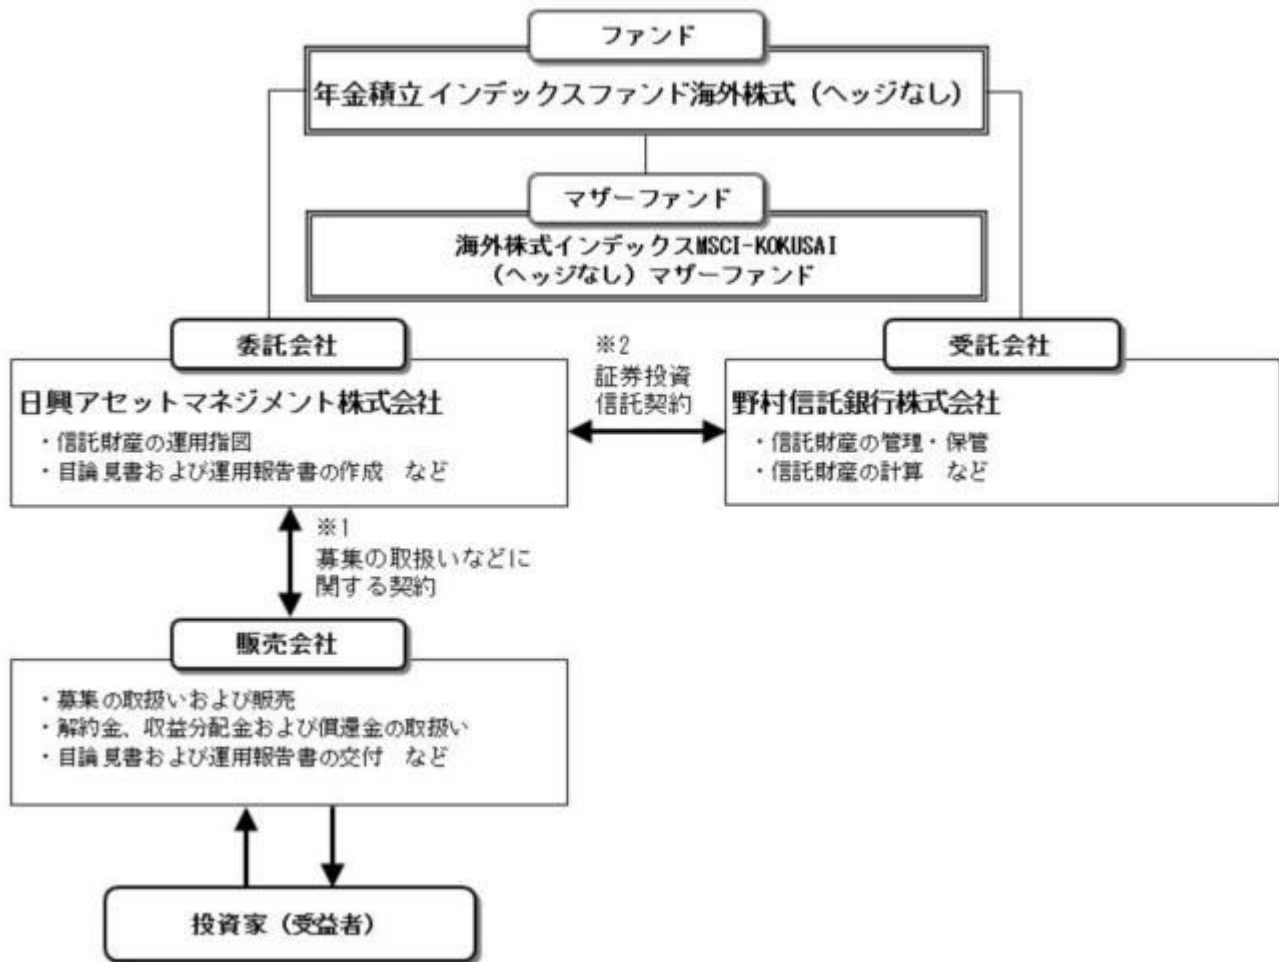 ファンド
年金積立 インデックスファンド海外株式（ヘッジなし）
マザーファンド
海外株式インデックスMSCI-KOKUSAI
（ヘッジなし）マザーファンド
委託会社
日興アセットマネジメント株式会社
・信託財産の運用指図
・目論見書および運用報告書の作成　など
※2
証券投資
信託契約
受託会社
野村信託銀行株式会社
・信託財産の管理・保管
・信託財産の計算　など
※1
募集の取扱いなどに
関する契約
販売会社
・募集の取扱いおよび販売
・解約金、収益分配金および償還金の取扱い
・目論見書および運用報告書の交付　など
投資家（受益者）